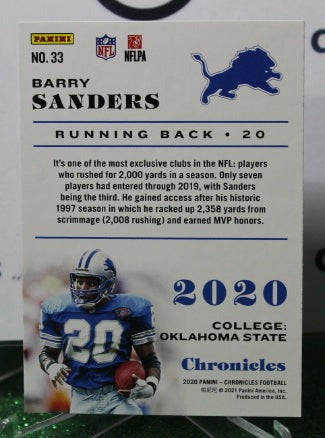 PANINI
NFL
NFLPA
NO. 33
BARRY
SANDERS
RUNNING BACK • 20
It's one of the most exclusive clubs in the NFL: players
who rushed for 2,000 yards in a season. Only seven
players had entered through 2019, with Sanders
being the third. He gained access after his historic
1997 season in which he racked up 2,358 yards from
scrimmage (2,008 rushing) and earned MVP honors.
20
2020
COLLEGE:
OKLAHOMA STATE
Chronicles
2020 PANINI – CHRONICLES FOOTBALL
© 2021 Panini America, Inc.
Produced in the USA.